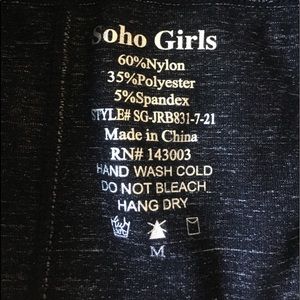 Soho Girls
60%Nylon
35%Polyester
5%Spandex
STYLE# SG-JRB831-7-21
Made in China
RN# 143003
HAND WASH COLD
DO NOT BLEACH
HANG DRY
M